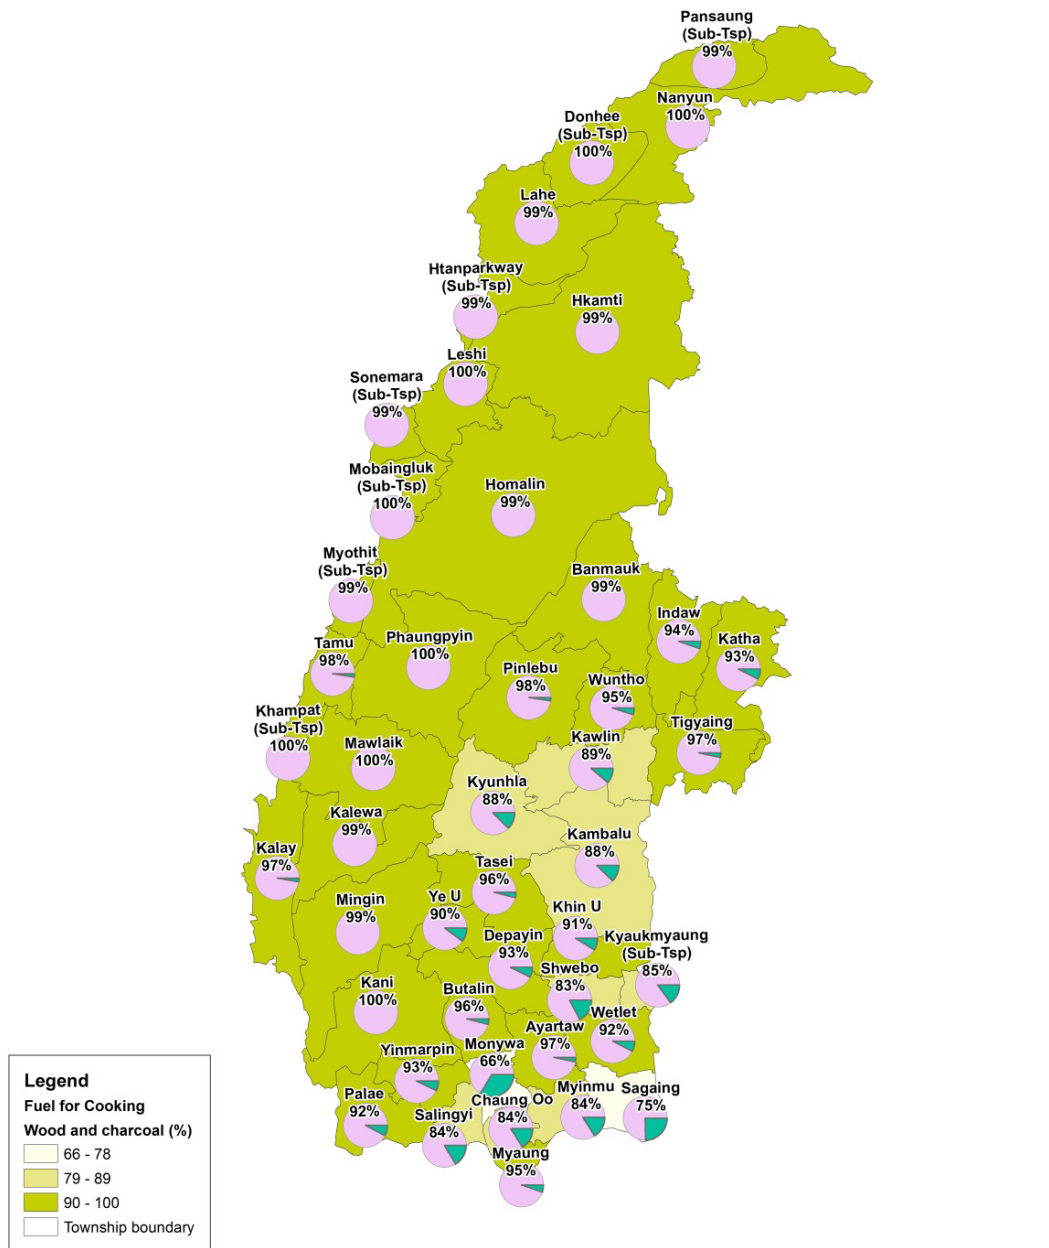 Pansaung
(Sub-Tsp)
99%
Nanyun
100%
Donhee
(Sub-Tsp)
100%
Lahe
99%
Htanparkway
(Sub-Tsp)
99%
Hkamti
99%
Leshi
100%
Sonemara
(Sub-Tsp)
99%
Mobaingluk
(Sub-Tsp)
100%
Homalin
99%
Myothit
(Sub-Tsp)
99%
Banmauk
99%
Indaw
94%
Katha
93%
Tamu
98%
Phaungpyin
100%
Pinlebu
98%
Wuntho
95%
Tigyaing
97%
Khampat
(Sub-Tsp)
100%
Mawlaik
100%
Kawlin
89%
Kyunhla
88%
Kalewa
99%
Kambalu
88%
Kalay
97%
Tasei
96%
Mingin
99%
Ye U
90%
Khin U
91%
Depayin
93%
Kyaukmyaung
(Sub-Tsp)
85%
Shwebo
83%
Kani
100%
Butalin
96%
Wetlet
92%
Ayartaw
97%
Monywa
66%
Yinmarpin
93%
Palae
92%
Salingyi
84%
Chaung Oo
84%
Myinmu
84%
Sagaing
75%
Myaung
95%
Legend
Fuel for Cooking
Wood and charcoal (%)
66 - 78
79 - 89
90 - 100
Township boundary